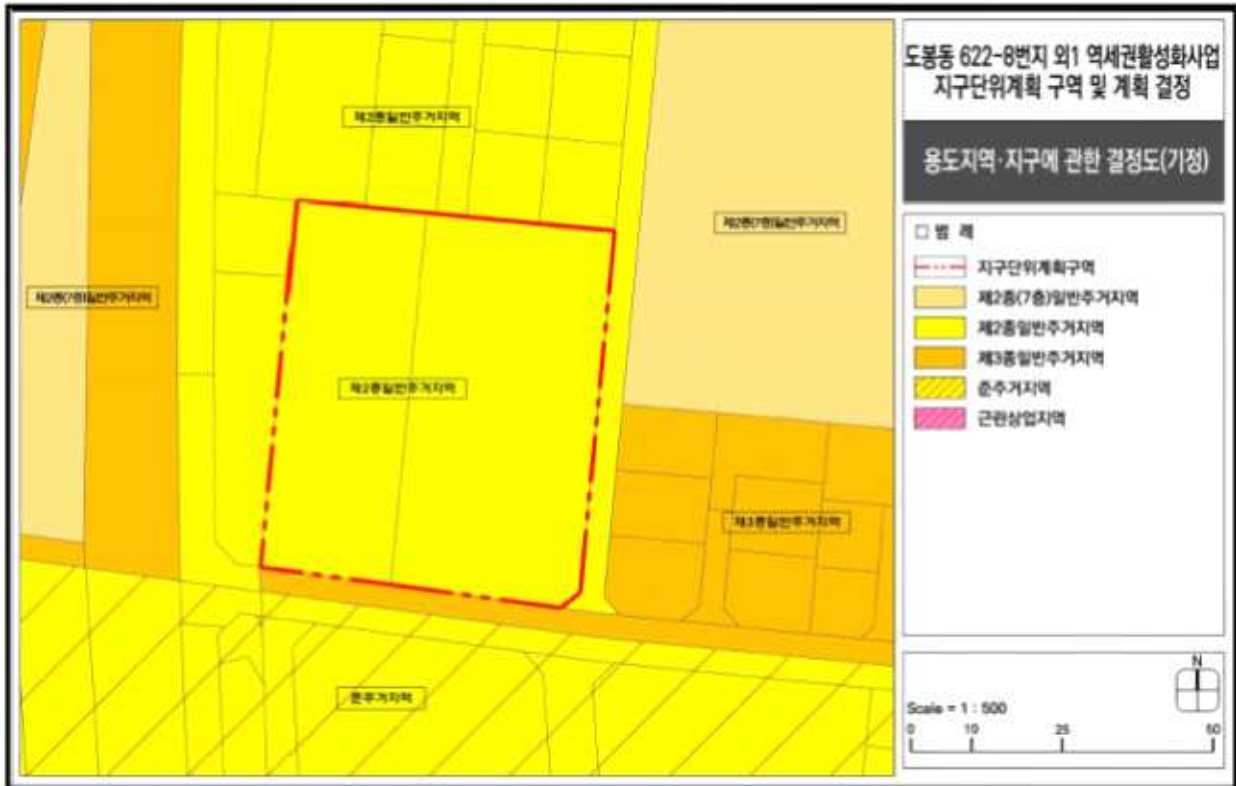 도봉동 622-8번지 외1 역세권활성화사업
지구단위계획 구역 및 계획 결정
용도지역·지구에 관한 결정도(기정)
□ 범 례
지구단위계획구역
제2종(7층)일반주거지역
제2종일반주거지역
제3종일반주거지역
준주거지역
근린상업지역
제2종일반주거지역
제2종(7층)일반주거지역
제2종(7층)일반주거지역
제2종일반주거지역
제3종일반주거지역
준주거지역
N
Scale = 1 : 500
0 10 25 50